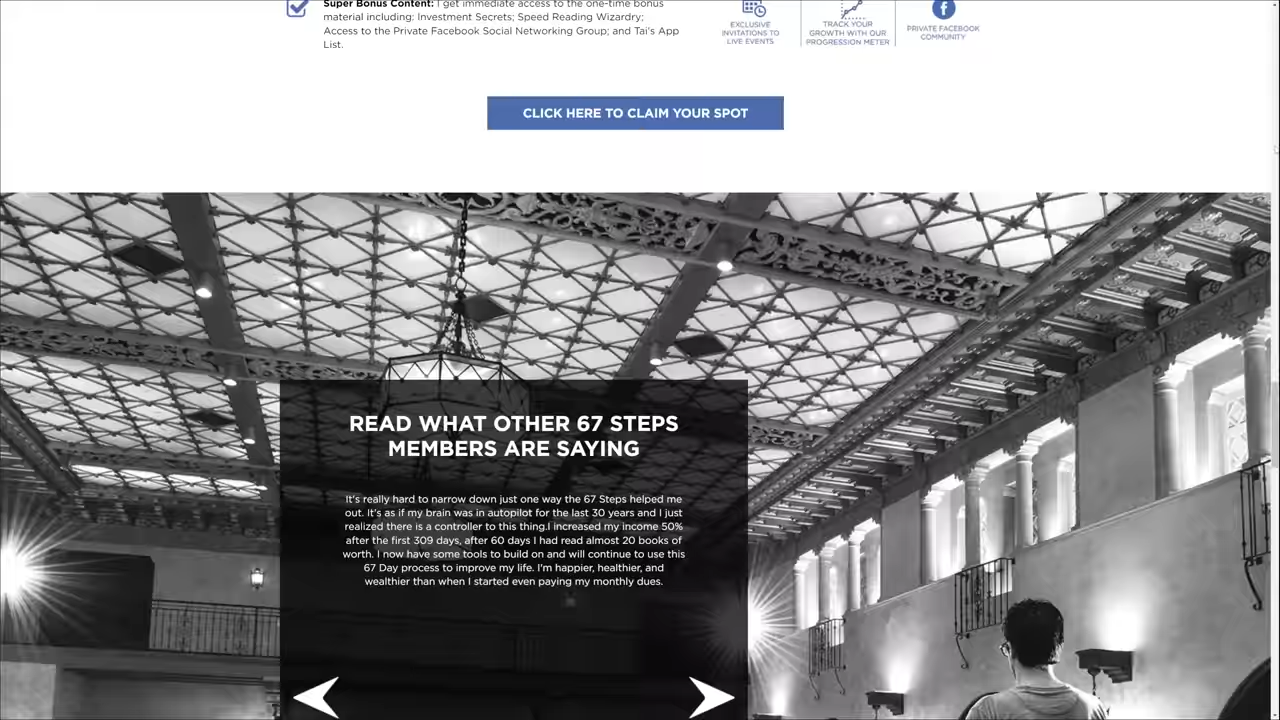 Super Bonus Content: I get immediate access to the one-time bonus
material including: Investment Secrets; Speed Reading Wizardry;
Access to the Private Facebook Social Networking Group; and Tai's App
List.
EXCLUSIVE
INVITATIONS TO
LIVE EVENTS
TRACK YOUR
GROWTH WITH OUR
PROGRESSION METER
PRIVATE FACEBOOK
COMMUNITY
CLICK HERE TO CLAIM YOUR SPOT
READ WHAT OTHER 67 STEPS
MEMBERS ARE SAYING
It's really hard to narrow down just one way the 67 Steps helped me
out. It's as if my brain was in autopilot for the last 30 years and I just
realized there is a controller to this thing.I increased my income 50%
after the first 309 days, after 60 days I had read almost 20 books of
worth. I now have some tools to build on and will continue to use this
67 Day process to improve my life. I'm happier, healthier, and
wealthier than when I started even paying my monthly dues.